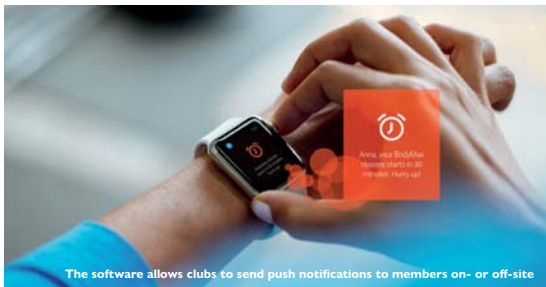 Anna, your BodyMax
classes starts in 30
minutes. Hurry up!
The software allows clubs to send push notifications to members on- or off-site